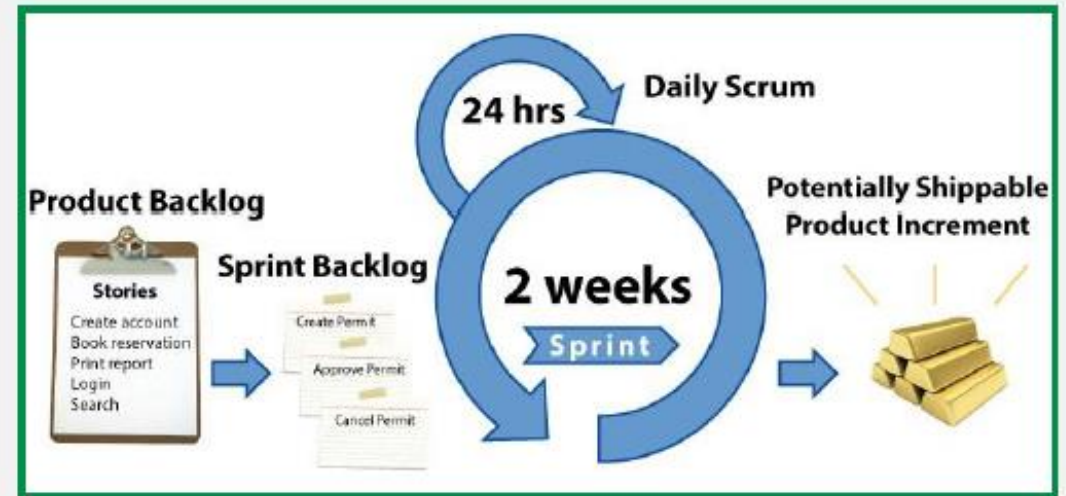 Product Backlog
Stories
Create account
Book reservation
Print report
Login
Search
Sprint Backlog
Create Permit
Approve Permit
Cancel Permit
24 hrs
Daily Scrum
2 weeks
Sprint
Potentially Shippable
Product Increment